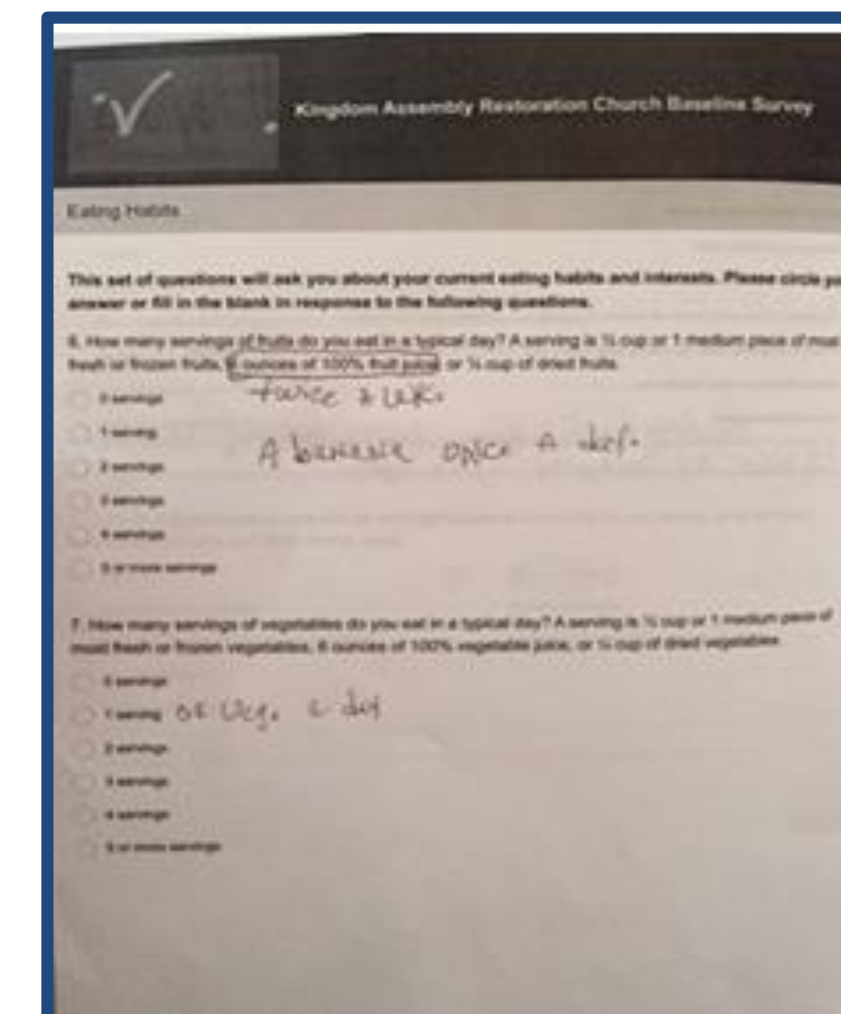 Kingdom Assembly Restoration Church Baseline Survey
Eating Habits
This set of questions will ask you about your current eating habits and interests. Please circle yo
answer or fill in the blank in response to the following questions.
6. How many servings of fruits do you eat in a typical day? A serving is ½ cup or 1 medium piece of most
fresh or frozen fruits, 6 ounces of 100% fruit juice, or ¼ cup of dried fruits.
0 servings
twice a wk.
1 serving
A banana once A day.
2 servings
3 servings
4 servings
5 or more servings
7. How many servings of vegetables do you eat in a typical day? A serving is ½ cup or 1 medium piece of
most fresh or frozen vegetables, 6 ounces of 100% vegetable juice, or ¼ cup of dried vegetables.
0 servings
1 serving of Veg. a day
2 servings
3 servings
4 servings
5 or more servings